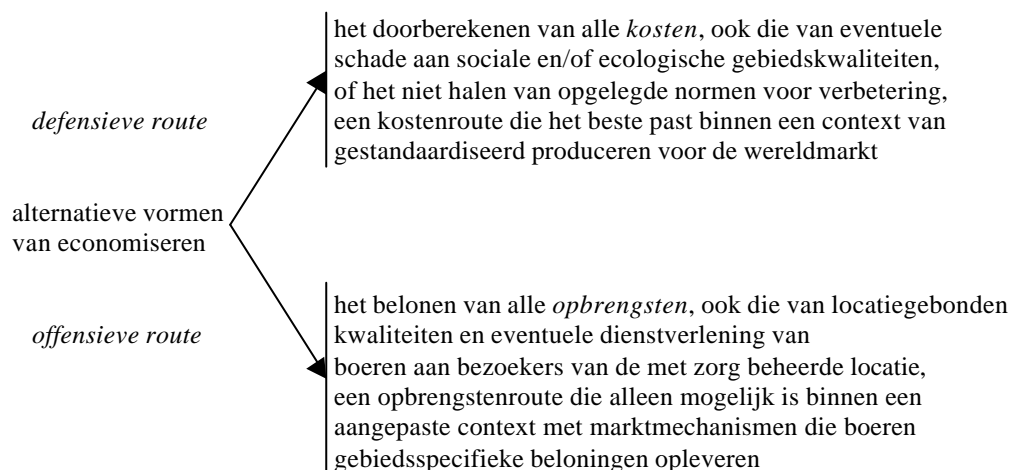 het doorberekenen van alle kosten, ook die van eventuele
schade aan sociale en/of ecologische gebiedskwaliteiten,
of het niet halen van opgelegde normen voor verbetering,
een kostenroute die het beste past binnen een context van
gestandaardiseerd produceren voor de wereldmarkt
defensieve route
alternatieve vormen
van economiseren
offensieve route
het belonen van alle opbrengsten, ook die van locatiegebonden
kwaliteiten en eventuele dienstverlening van
boeren aan bezoekers van de met zorg beheerde locatie,
een opbrengstenroute die alleen mogelijk is binnen een
aangepaste context met marktmechanismen die boeren
gebiedsspecifieke beloningen opleveren